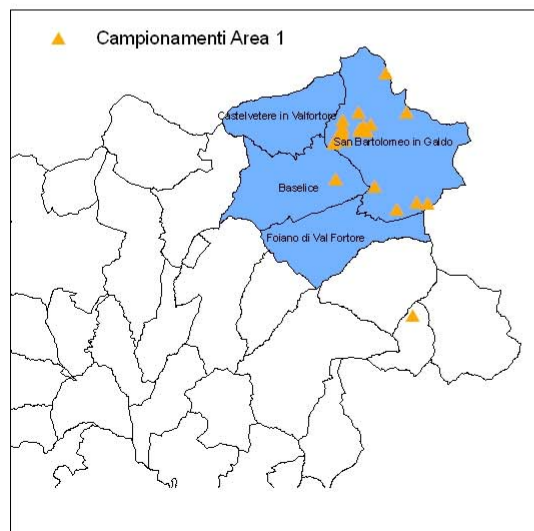 Campionamenti Area 1
Castelvetere in Valfortore
San Bartolomeo in Galdo
Baselice
Foiano di Val Fortore